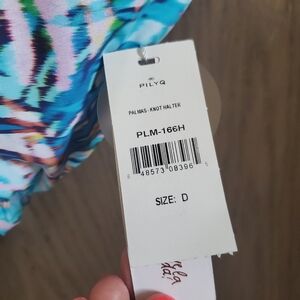 PILYQ
PALMAS - KNOT HALTER
PLM-166H
48573 08396
SIZE: D